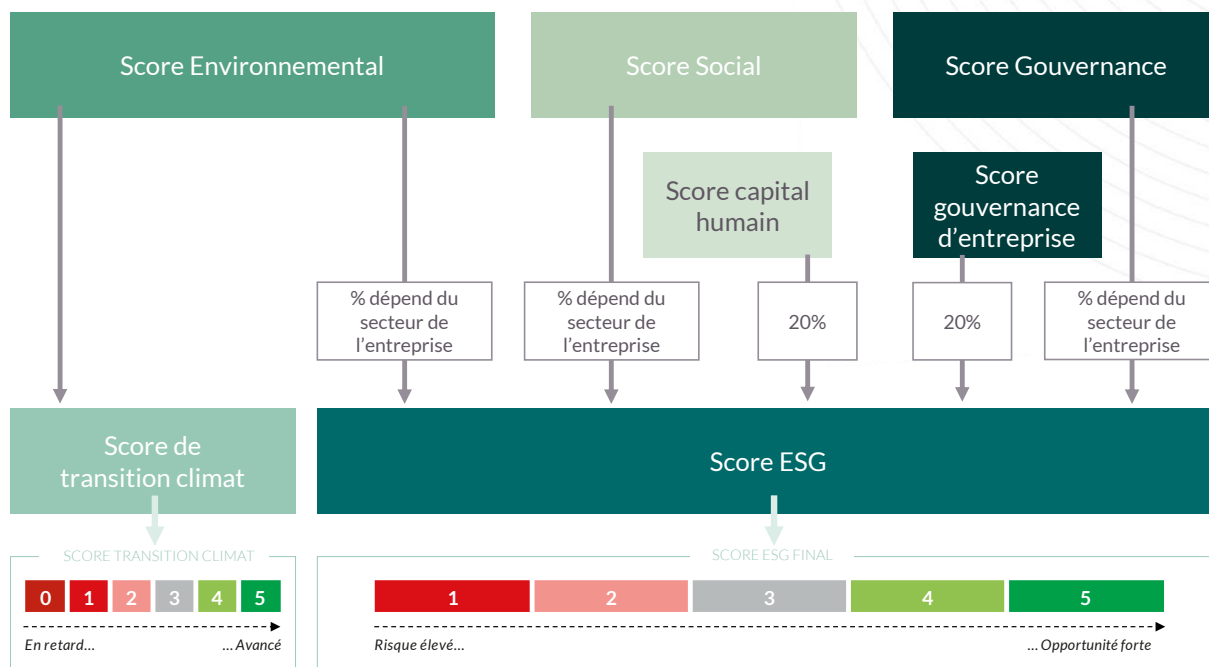 Score Environnemental
Score Social
Score Gouvernance
Score capital
humain
Score
gouvernance
d’entreprise
% dépend du
secteur de
l’entreprise
% dépend du
secteur de
l’entreprise
20%
20%
% dépend du
secteur de
l’entreprise
Score de
transition climat
Score ESG
SCORE TRANSITION CLIMAT
0 1 2 3 4 5
En retard... ... Avancé
SCORE ESG FINAL
1 2 3 4 5
Risque élevé... ... Opportunité forte